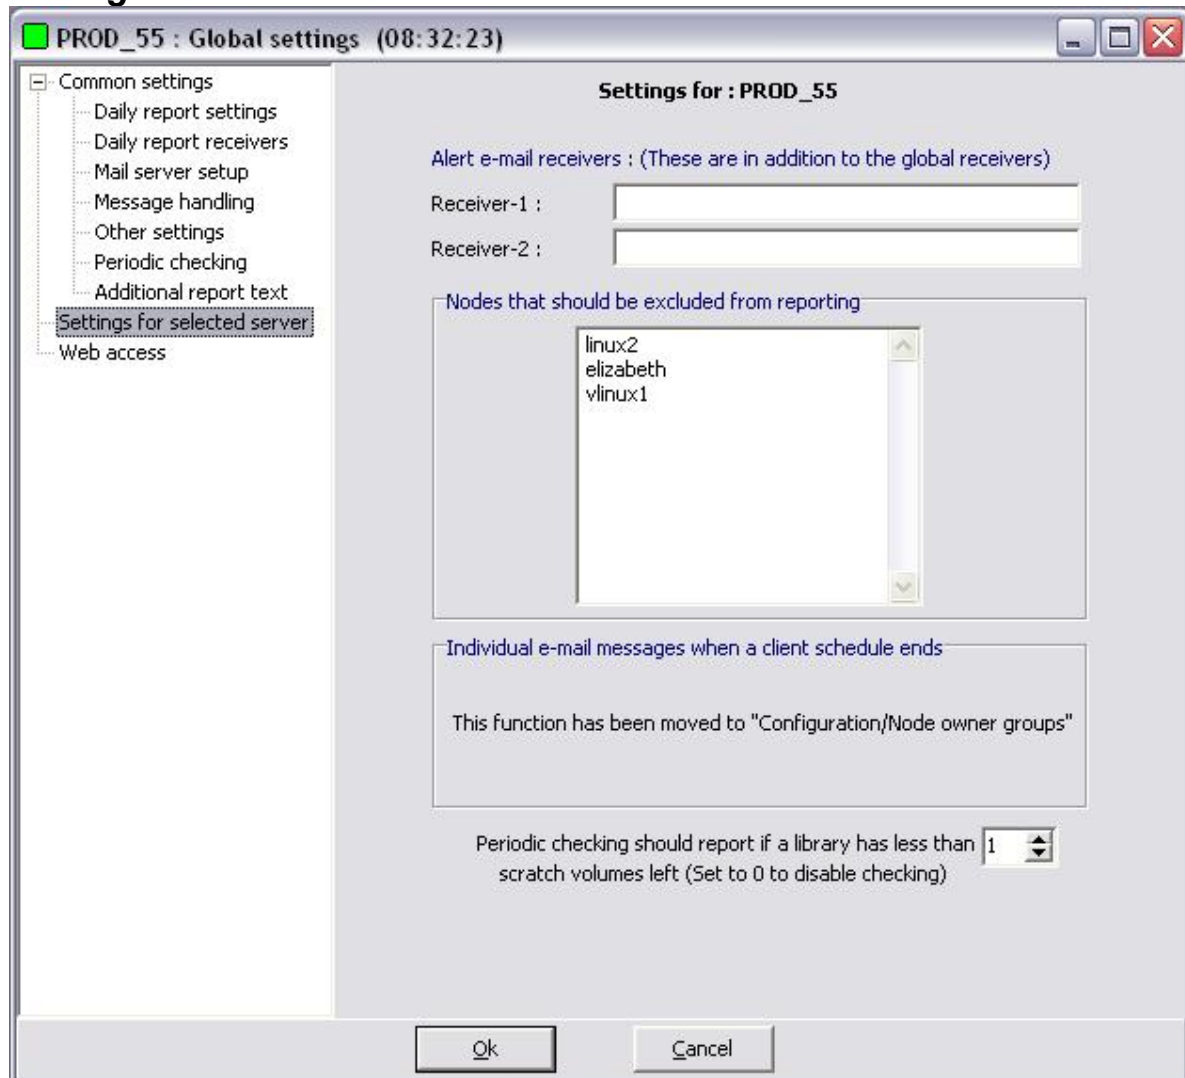 PROD_55 : Global settings (08:32:23)
Common settings
Daily report settings
Daily report receivers
Mail server setup
Message handling
Other settings
Periodic checking
Additional report text
Settings for selected server
Web access
Settings for : PROD_55
Alert e-mail receivers : (These are in addition to the global receivers)
Receiver-1 :
Receiver-2 :
Nodes that should be excluded from reporting
linux2
elizabeth
vlinux1
Individual e-mail messages when a client schedule ends
This function has been moved to "Configuration/Node owner groups"
Periodic checking should report if a library has less than 1
scratch volumes left (Set to 0 to disable checking)
Ok
Cancel